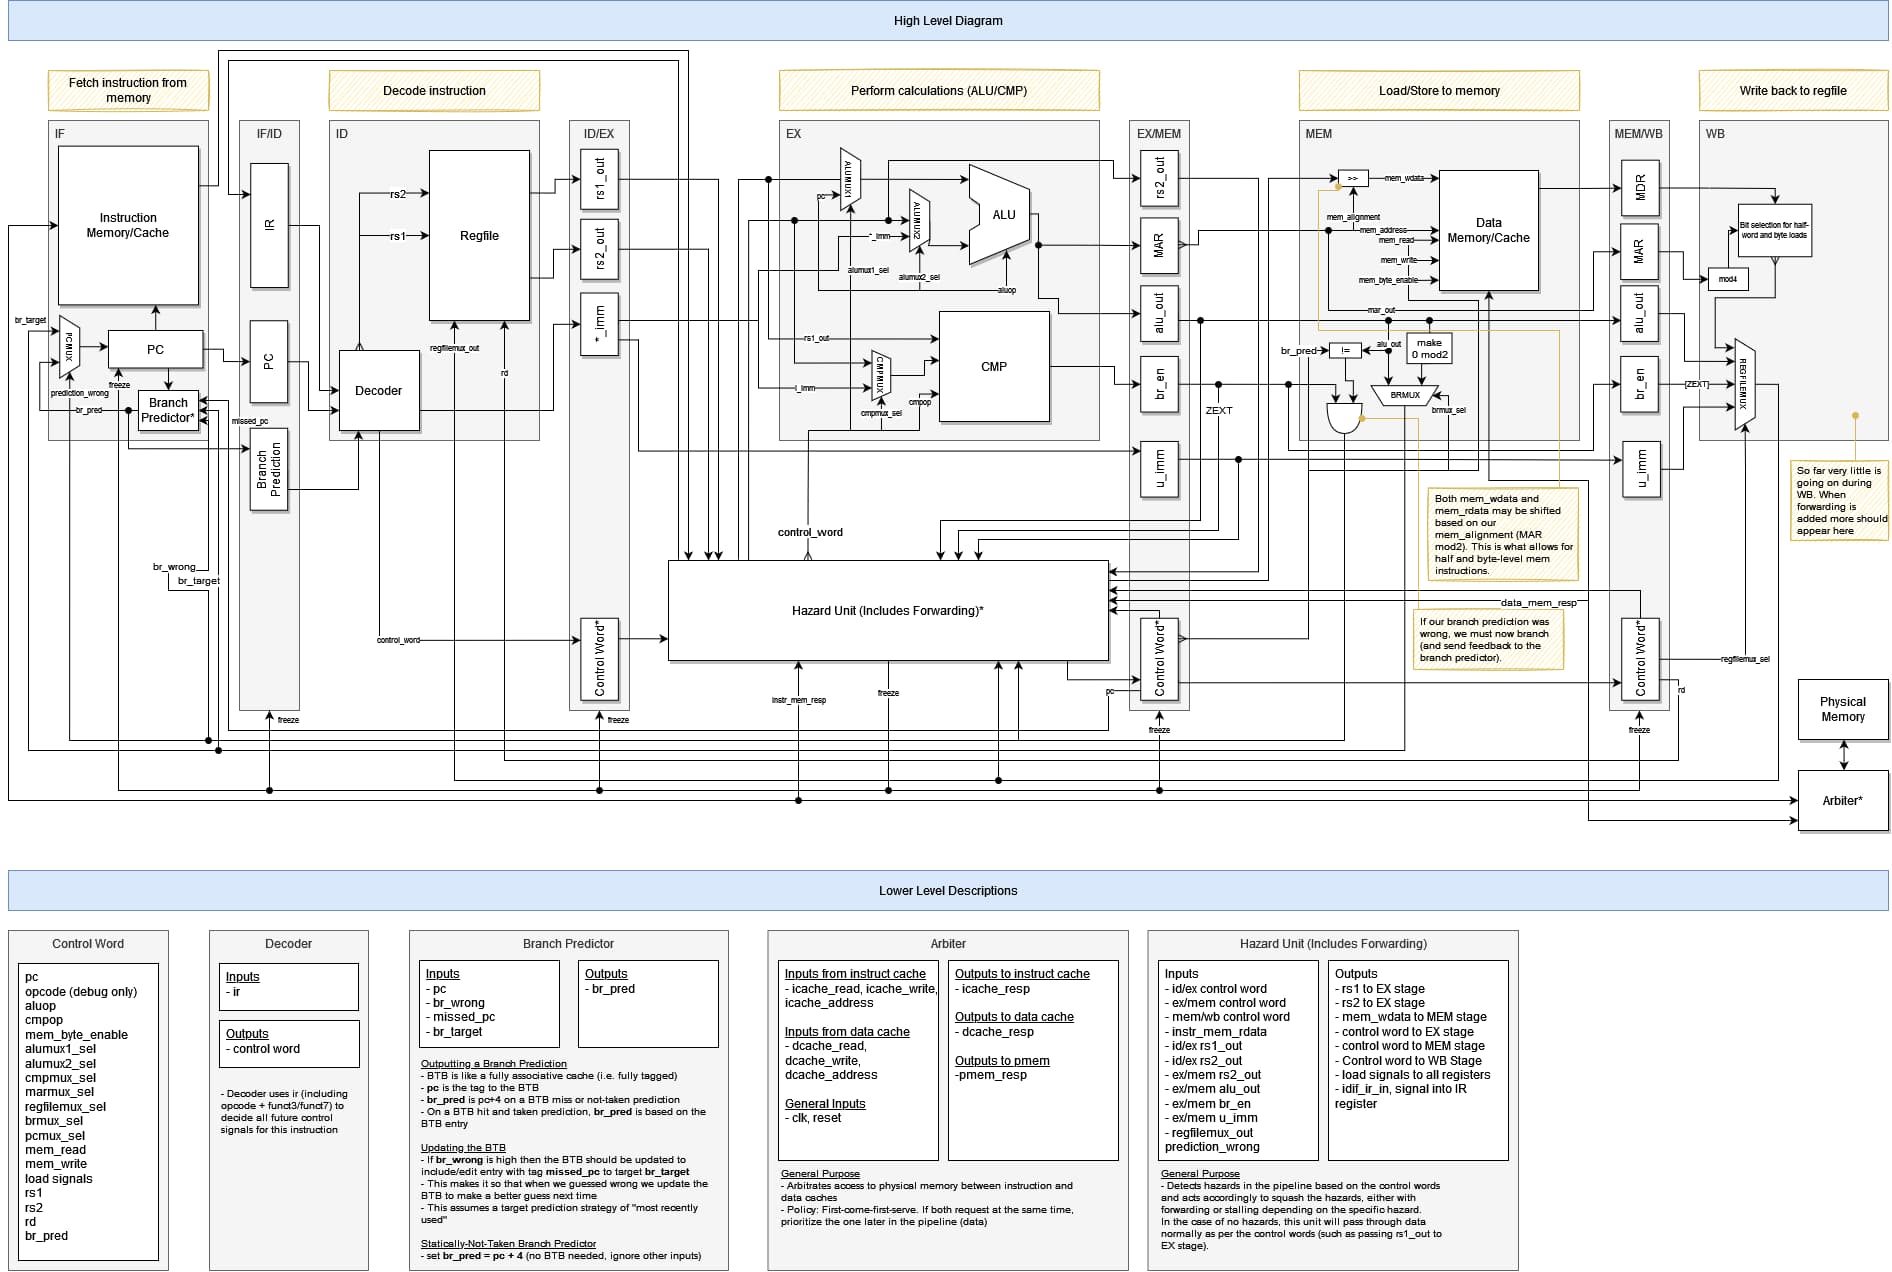 High Level Diagram
Fetch instruction from
memory
Decode instruction
Perform calculations (ALU/CMP)
Load/Store to memory
Write back to regfile
IF
IF/ID
ID
ID/EX
EX
EX/MEM
MEM
MEM/WB
WB
Instruction
Memory/Cache
br_target
PCMUX
PC
freeze
prediction_wrong
br_pred
Branch
Predictor*
missed_pc
br_wrong
br_target
IR
PC
Branch
Prediction
freeze
rs2
rs1
Regfile
regfilemux_out
rd
Decoder
control_word
rs1_out
rs2_out
*_imm
Control Word*
freeze
ALUMUX1
pc
ALUMUX2
*_imm
alumux1_sel
alumux2_sel
ALU
aluop
rs1_out
CMPMUX
i_imm
cmpmux_sel
cmpop
CMP
control_word
Hazard Unit (Includes Forwarding)*
instr_mem_resp
freeze
rs2_out
MAR
alu_out
br_en
u_imm
Control Word*
pc
freeze
ZEXT
>>
mem_wdata
mem_alignment
mem_address
mem_read
mem_write
mem_byte_enable
Data
Memory/Cache
mar_out
br_pred
!=
alu_out
make
0 mod2
BRMUX
brmux_sel
Both mem_wdata and
mem_rdata may be shifted
based on our
mem_alignment (MAR
mod2). This is what allows for
half and byte-level mem
instructions.
data_mem_resp
If our branch prediction was
wrong, we must now branch
(and send feedback to the
branch predictor).
MDR
MAR
alu_out
br_en
u_imm
Control Word*
freeze
Bit selection for half-
word and byte loads
mod4
[ZEXT]
REGFILEMUX
regfilemux_sel
rd
So far very little is
going on during
WB. When
forwarding is
added more should
appear here
Physical
Memory
Arbiter*
Lower Level Descriptions
Control Word
pc
opcode (debug only)
aluop
cmpop
mem_byte_enable
alumux1_sel
alumux2_sel
cmpmux_sel
marmux_sel
regfilemux_sel
brmux_sel
pcmux_sel
mem_read
mem_write
load signals
rs1
rs2
rd
br_pred
Decoder
Inputs
- ir
Outputs
- control word
- Decoder uses ir (including
opcode + funct3/funct7) to
decide all future control
signals for this instruction
Branch Predictor
Inputs
- pc
- br_wrong
- missed_pc
- br_target
Outputs
- br_pred
Outputting a Branch Prediction
- BTB is like a fully associative cache (i.e. fully tagged)
- pc is the tag to the BTB
- br_pred is pc+4 on a BTB miss or not-taken prediction
- On a BTB hit and taken prediction, br_pred is based on the
BTB entry
Updating the BTB
- If br_wrong is high then the BTB should be updated to
include/edit entry with tag missed_pc to target br_target
- This makes it so that when we guessed wrong we update the
BTB to make a better guess next time
- This assumes a target prediction strategy of "most recently
used"
Statically-Not-Taken Branch Predictor
- set br_pred = pc + 4 (no BTB needed, ignore other inputs)
Arbiter
Inputs from instruct cache
- icache_read, icache_write,
icache_address
Inputs from data cache
- dcache_read,
dcache_write,
dcache_address
General Inputs
- clk, reset
Outputs to instruct cache
- icache_resp
Outputs to data cache
- dcache_resp
Outputs to pmem
-pmem_resp
General Purpose
- Arbitrates access to physical memory between instruction and
data caches
- Policy: First-come-first-serve. If both request at the same time,
prioritize the one later in the pipeline (data)
Hazard Unit (Includes Forwarding)
Inputs
- id/ex control word
- ex/mem control word
- mem/wb control word
- instr_mem_rdata
- id/ex rs1_out
- id/ex rs2_out
- ex/mem rs2_out
- ex/mem alu_out
- ex/mem br_en
- ex/mem u_imm
- regfilemux_out
prediction_wrong
Outputs
- rs1 to EX stage
- rs2 to EX stage
- mem_wdata to MEM stage
- control word to EX stage
- control word to MEM stage
- Control word to WB Stage
- load signals to all registers
- idif_ir_in, signal into IR
register
General Purpose
- Detects hazards in the pipeline based on the control words
and acts accordingly to squash the hazards, either with
forwarding or stalling depending on the specific hazard.
In the case of no hazards, this unit will pass through data
normally as per the control words (such as passing rs1_out to
EX stage).